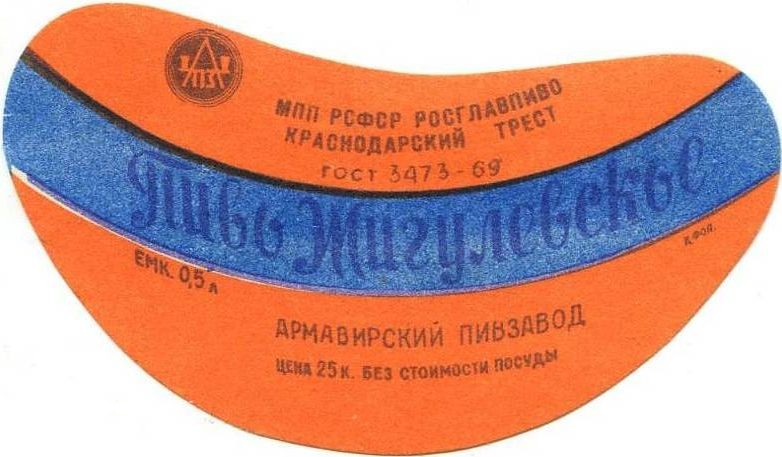 МПП РСФСР РОСГЛАВПИВО
КРАСНОДАРСКИЙ ТРЕСТ
ГОСТ 3473-69
Пиво Жигулевское
ЕМК. 0,5 л
АРМАВИРСКИЙ ПИВЗАВОД
ЦЕНА 25 К. БЕЗ СТОИМОСТИ ПОСУДЫ